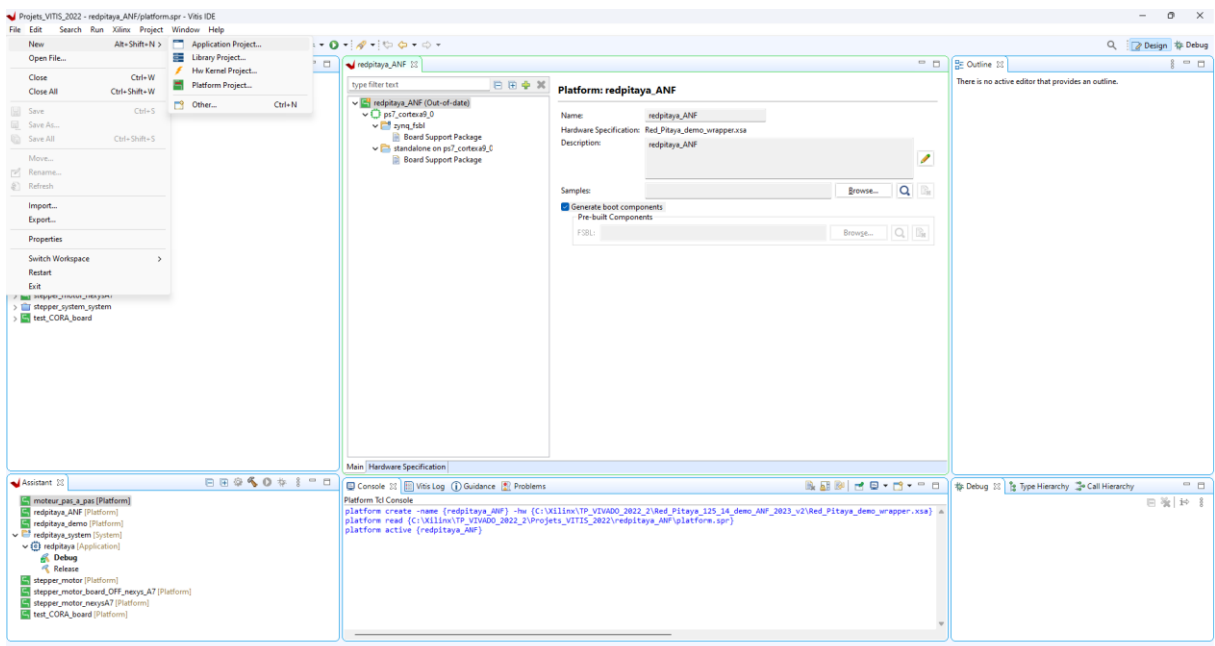 Projets_VITIS_2022 - redpitaya_ANF/platform.spr - Vitis IDE
File Edit Search Run Xilinx Project Window Help
New Alt+Shift+N >
Open File...
Close Ctrl+W
Close All Ctrl+Shift+W
Save Ctrl+S
Save As...
Save All Ctrl+Shift+S
Move...
Rename...
Refresh
Import...
Export...
Properties
Switch Workspace >
Restart
Exit
Application Project...
Library Project...
Hw Kernel Project...
Platform Project...
Other... Ctrl+N
Design Debug
stepper_motor_nexysA7
stepper_system_system
test_CORA_board
redpitaya_ANF
type filter text
redpitaya_ANF (Out-of-date)
ps7_cortexa9_0
zynq_fsbl
Board Support Package
standalone on ps7_cortexa9_0
Board Support Package
Platform: redpitaya_ANF
Name: redpitaya_ANF
Hardware Specification: Red_Pitaya_demo_wrapper.xsa
Description: redpitaya_ANF
Samples: Browse...
Generate boot components
Pre-built Components
FSBL: Browse...
Main Hardware Specification
Outline
There is no active editor that provides an outline.
Assistant
moteur_pas_a_pas [Platform]
redpitaya_ANF [Platform]
redpitaya_demo [Platform]
redpitaya_system [System]
redpitaya [Application]
Debug
Release
stepper_motor [Platform]
stepper_motor_board_OFF_nexys_A7 [Platform]
stepper_motor_nexysA7 [Platform]
test_CORA_board [Platform]
Console Vitis Log Guidance Problems
Platform Tcl Console
platform create -name {redpitaya_ANF} -hw {C:\Xilinx\TP_VIVADO_2022_2\Red_Pitaya_125_14_demo_ANF_2023_v2\Red_Pitaya_demo_wrapper.xsa}
platform read {C:\Xilinx\TP_VIVADO_2022_2\Projets_VITIS_2022\redpitaya_ANF\platform.spr}
platform active {redpitaya_ANF}
Debug Type Hierarchy Call Hierarchy